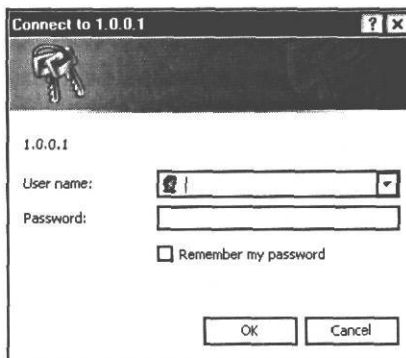 Connect to 1.0.0.1
1.0.0.1
User name:
Password:
Remember my password
OK Cancel